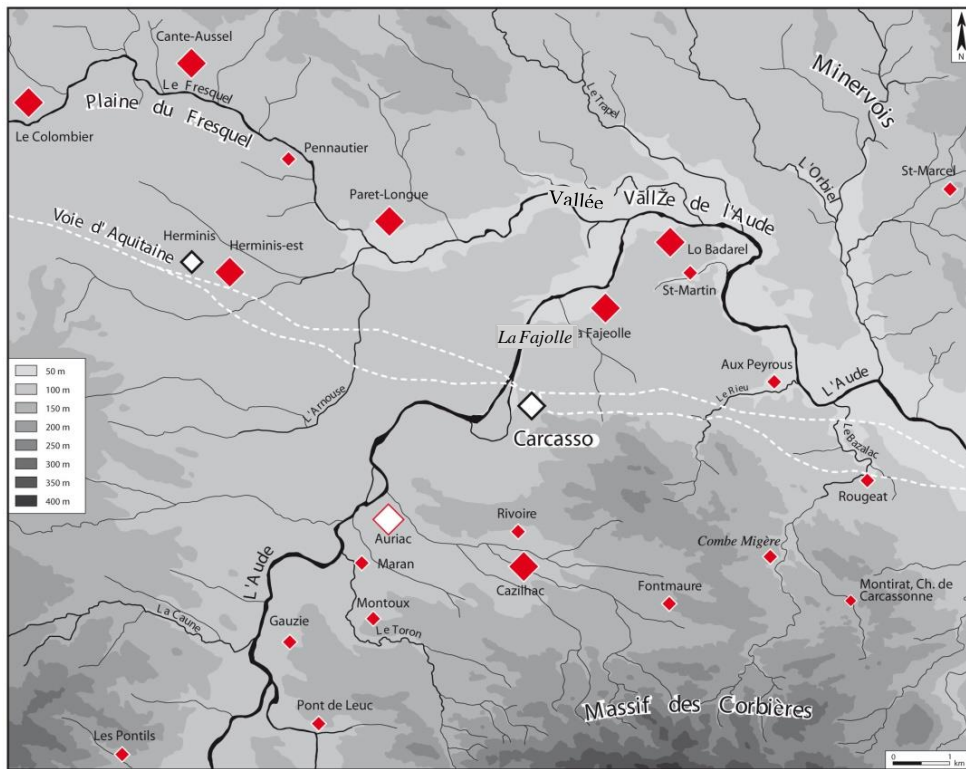 Cante-Aussel
Le Fresquel
Plaine du Fresquel
Le Colombier
Pennautier
Paret-Longue
Voie d'Aquitaine
Herminis
Herminis-est
Le Trapel
Minervois
L'Orbiel
St-Marcel
N
Vallée
VāllŽe de l'Aude
Lo Badarel
St-Martin
La Fajolle
a Fajeolle
Aux Peyrous
L'Aude
Le Rieu
Le Bazalac
L'Arnouse
Carcasso
Rougeat
50 m
100 m
150 m
200 m
250 m
300 m
350 m
400 m
Auriac
Rivoire
Maran
Cazilhac
Combe Migère
Fontmaure
Montirat, Ch. de
Carcassonne
L'Aude
La Caune
Gauzie
Montoux
Le Toron
Pont de Leuc
Massif des Corbières
Les Pontils
0 1
km